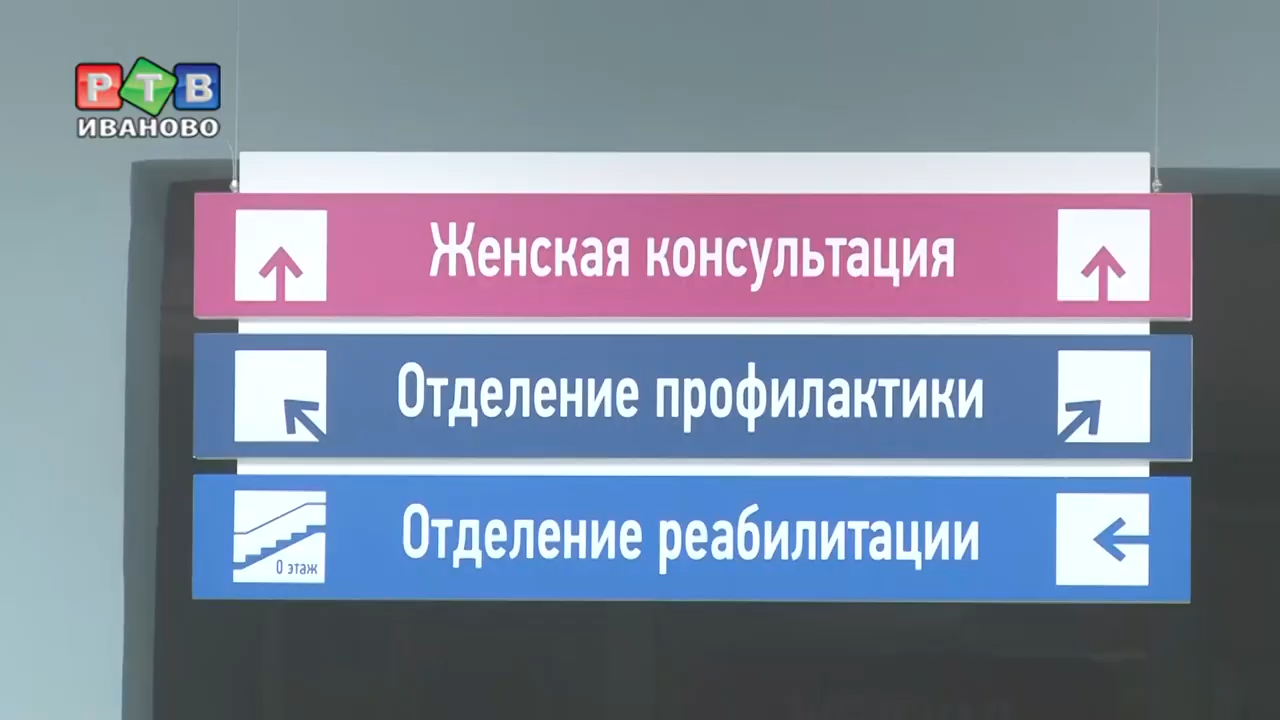 РТВ
ИВАНОВО
Женская консультация
Отделение профилактики
Отделение реабилитации
0 этаж